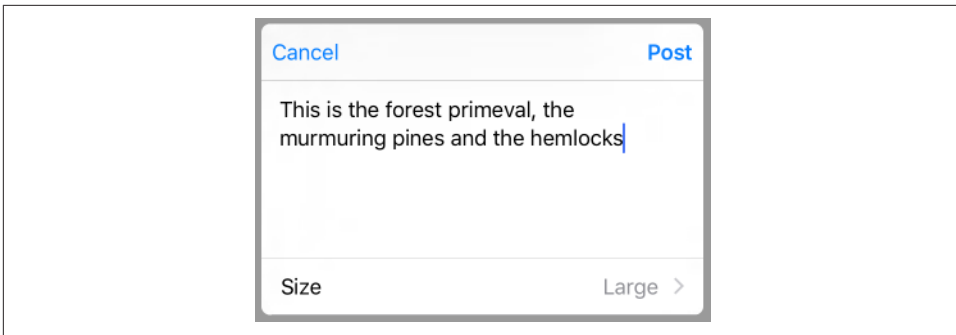 Cancel Post
This is the forest primeval, the
murmuring pines and the hemlocks
Size Large >